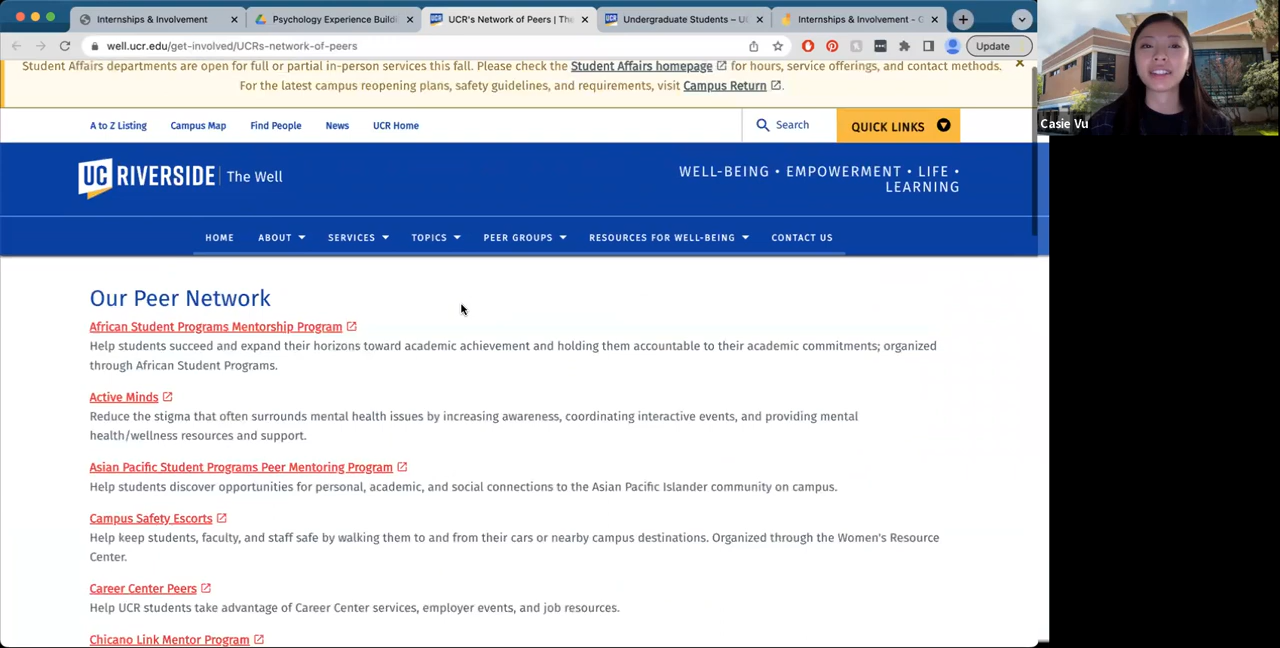 Internships & Involvement
Psychology Experience Buildi
UCR's Network of Peers | The
Undergraduate Students – U
Internships & Involvement - C
well.ucr.edu/get-involved/UCRs-network-of-peers
Update
Student Affairs departments are open for full or partial in-person services this fall. Please check the Student Affairs homepage for hours, service offerings, and contact methods.
For the latest campus reopening plans, safety guidelines, and requirements, visit Campus Return.
Casie Vu
A to Z Listing Campus Map Find People News UCR Home Search QUICK LINKS
UC RIVERSIDE The Well
WELL-BEING • EMPOWERMENT • LIFE •
LEARNING
HOME ABOUT SERVICES TOPICS PEER GROUPS RESOURCES FOR WELL-BEING CONTACT US
Our Peer Network
African Student Programs Mentorship Program
Help students succeed and expand their horizons toward academic achievement and holding them accountable to their academic commitments; organized
through African Student Programs.
Active Minds
Reduce the stigma that often surrounds mental health issues by increasing awareness, coordinating interactive events, and providing mental
health/wellness resources and support.
Asian Pacific Student Programs Peer Mentoring Program
Help students discover opportunities for personal, academic, and social connections to the Asian Pacific Islander community on campus.
Campus Safety Escorts
Help keep students, faculty, and staff safe by walking them to and from their cars or nearby campus destinations. Organized through the Women's Resource
Center.
Career Center Peers
Help UCR students take advantage of Career Center services, employer events, and job resources.
Chicano Link Mentor Program